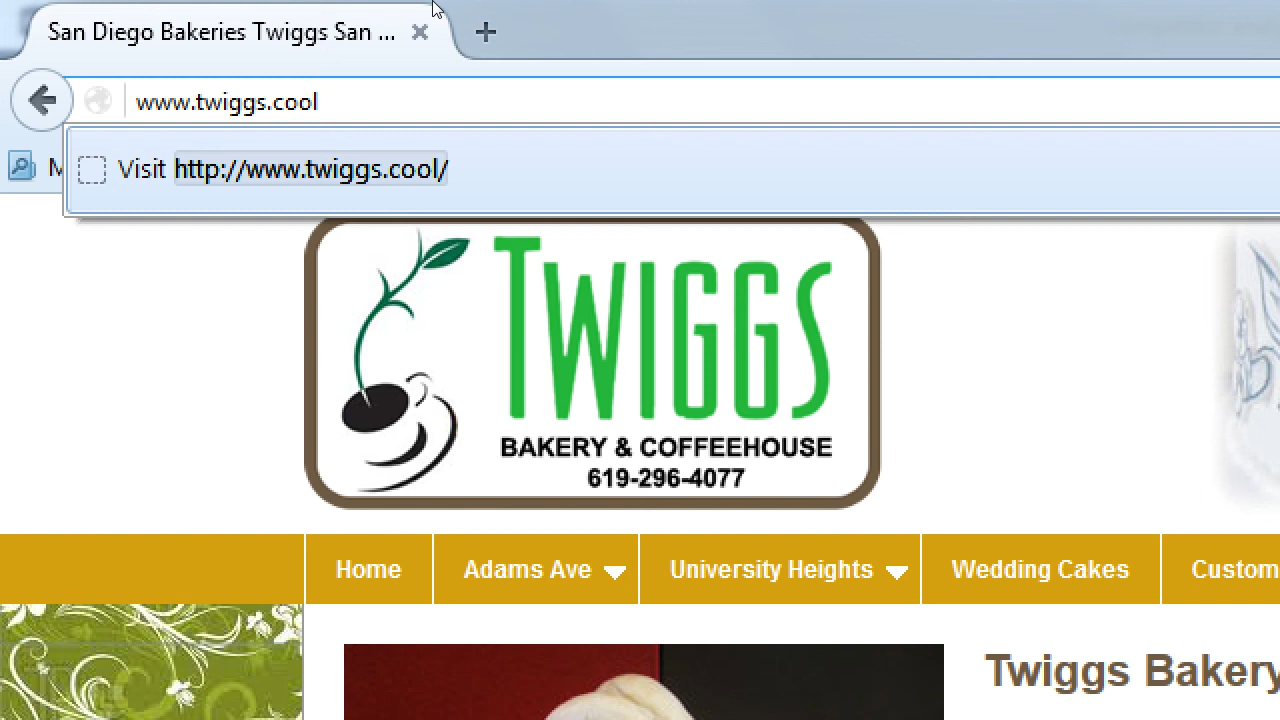 San Diego Bakeries Twiggs San ...
www.twiggs.cool
M
Visit http://www.twiggs.cool/
TWIGGS
BAKERY & COFFEEHOUSE
619-296-4077
Home
Adams Ave
University Heights
Wedding Cakes
Custom
Twiggs Bakery